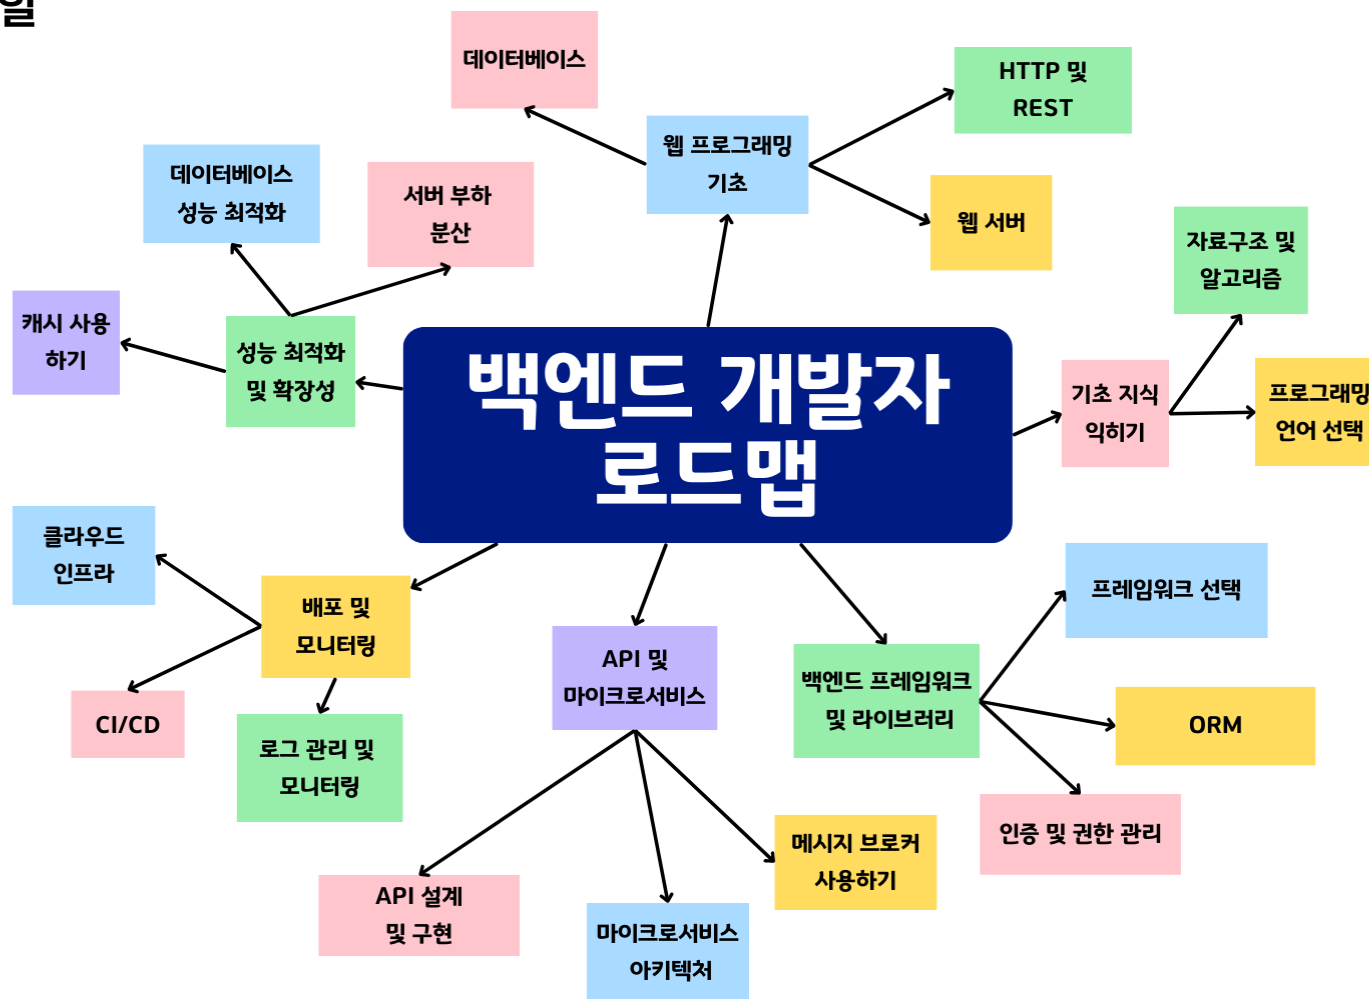 일
데이터베이스
HTTP 및
REST
웹 프로그래밍
기초
웹 서버
데이터베이스
성능 최적화
서버 부하
분산
자료구조 및
알고리즘
캐시 사용
하기
성능 최적화
및 확장성
백엔드 개발자
로드맵
기초 지식
익히기
프로그래밍
언어 선택
클라우드
인프라
배포 및
모니터링
CI/CD
로그 관리 및
모니터링
API 및
마이크로서비스
백엔드 프레임워크
및 라이브러리
프레임워크 선택
ORM
인증 및 권한 관리
메시지 브로커
사용하기
API 설계
및 구현
마이크로서비스
아키텍처